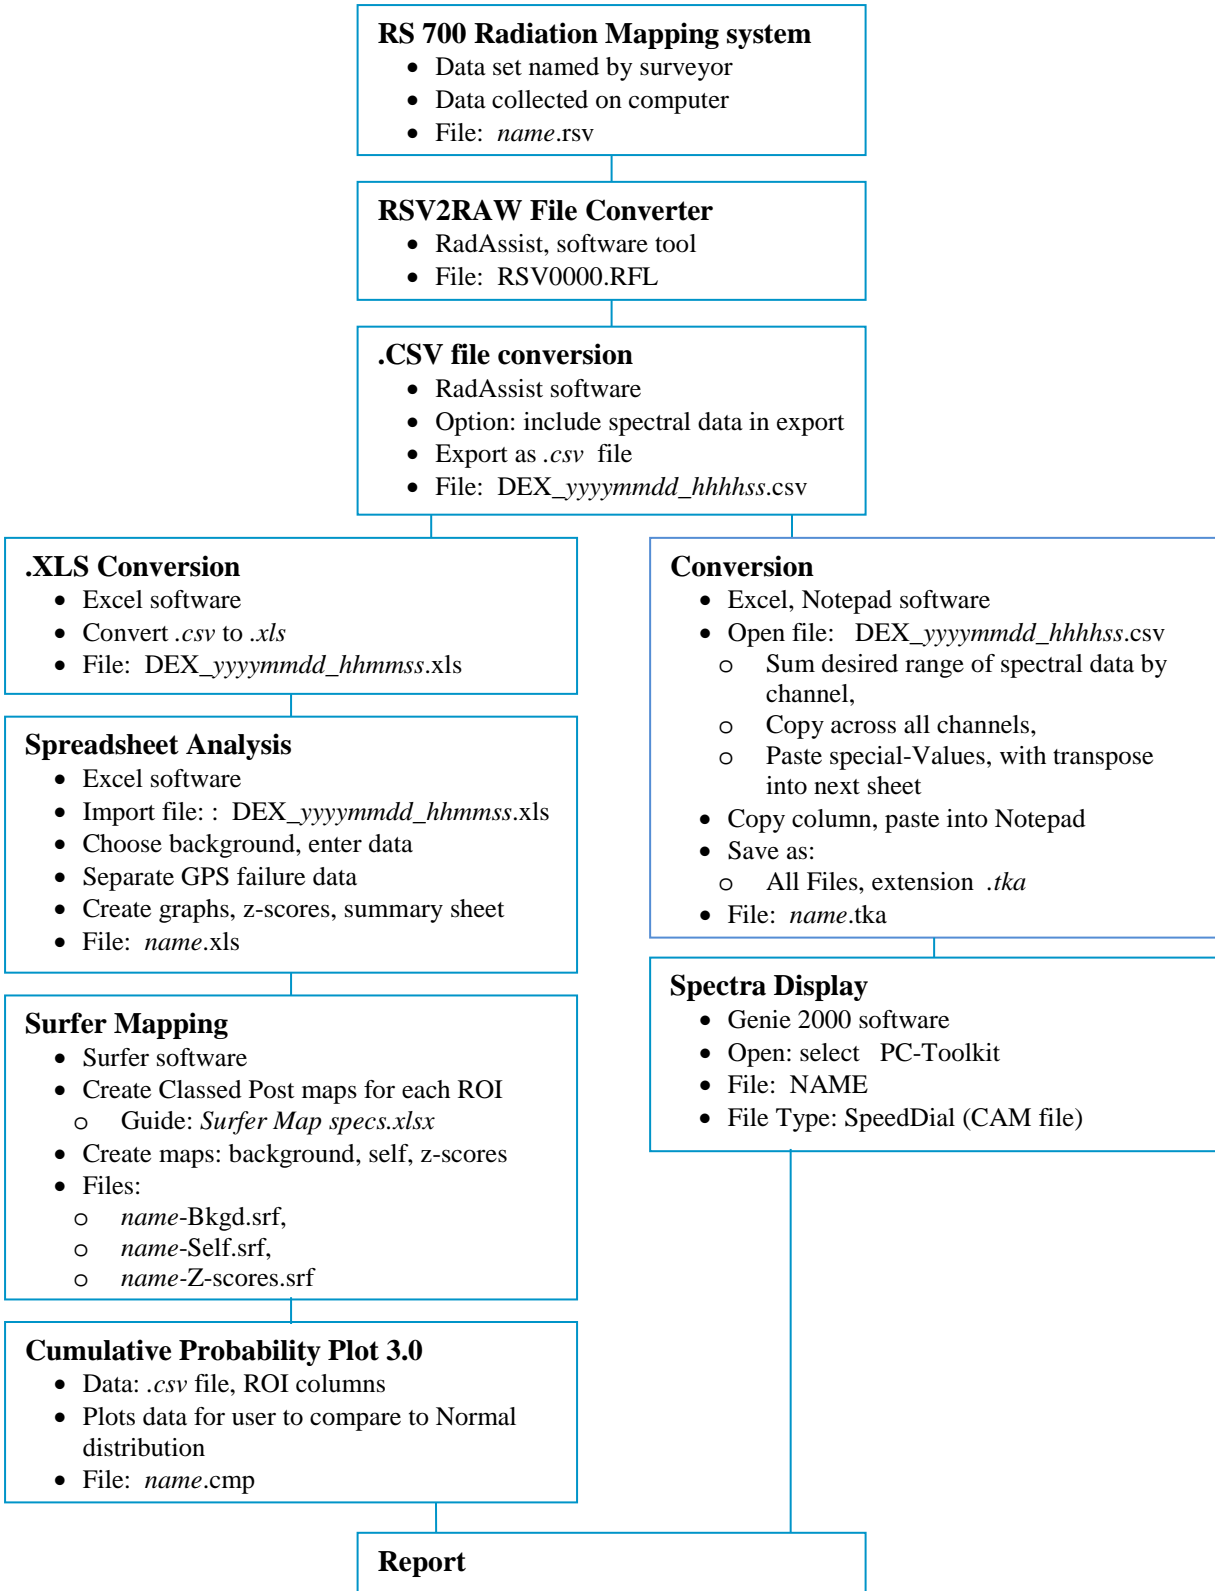 RS 700 Radiation Mapping system
• Data set named by surveyor
• Data collected on computer
• File: name.rsv
RSV2RAW File Converter
• RadAssist, software tool
• File: RSV0000.RFL
.CSV file conversion
• RadAssist software
• Option: include spectral data in export
• Export as .csv file
• File: DEX_yyyymmdd_hhhhss.csv
.XLS Conversion
• Excel software
• Convert .csv to .xls
• File: DEX_yyyymmdd_hhmmss.xls
Spreadsheet Analysis
• Excel software
• Import file: : DEX_yyyymmdd_hhmmss.xls
• Choose background, enter data
• Separate GPS failure data
• Create graphs, z-scores, summary sheet
• File: name.xls
Surfer Mapping
• Surfer software
• Create Classed Post maps for each ROI
o Guide: Surfer Map specs.xlsx
• Create maps: background, self, z-scores
• Files:
o name-Bkgd.srf,
o name-Self.srf,
o name-Z-scores.srf
Cumulative Probability Plot 3.0
• Data: .csv file, ROI columns
• Plots data for user to compare to Normal
distribution
• File: name.cmp
Conversion
• Excel, Notepad software
• Open file: DEX_yyyymmdd_hhhhss.csv
o Sum desired range of spectral data by
channel,
o Copy across all channels,
o Paste special-Values, with transpose
into next sheet
• Copy column, paste into Notepad
• Save as:
o All Files, extension .tka
• File: name.tka
Spectra Display
• Genie 2000 software
• Open: select PC-Toolkit
• File: NAME
• File Type: SpeedDial (CAM file)
Report